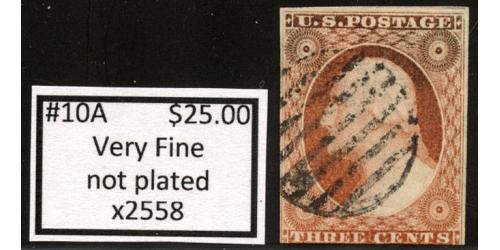 #10A $25.00
Very Fine
not plated
x2558
U.S. POSTAGE
THREE CENTS